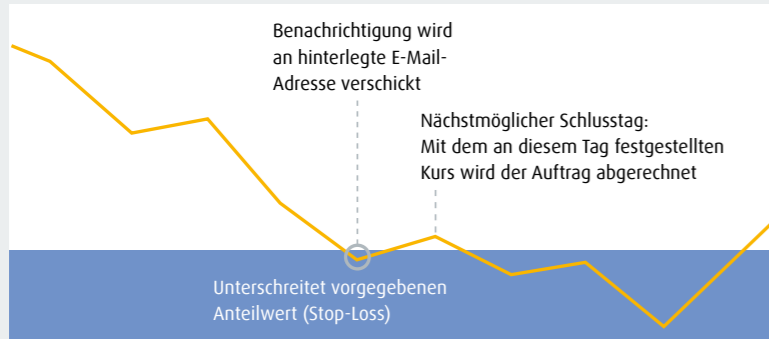 Benachrichtigung wird
an hinterlegte E-Mail-
Adresse verschickt
Nächstmöglicher Schlusstag:
Mit dem an diesem Tag festgestellten
Kurs wird der Auftrag abgerechnet
Unterschreitet vorgegebenen
Anteilwert (Stop-Loss)